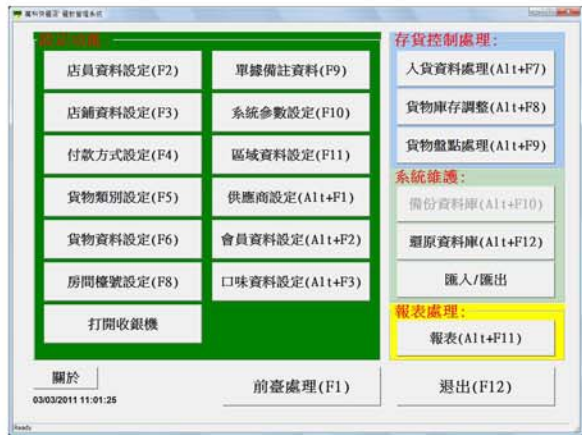 店員資料設定(F2)
單據備註資料(F9)
店鋪資料設定(F3)
系統參數設定(F10)
付款方式設定(F4)
區域資料設定(F11)
貨物類別設定(F5)
供應商設定(Alt+F1)
貨物資料設定(F6)
會員資料設定(Alt+F2)
房間檯號設定(F8)
口味資料設定(Alt+F3)
打開收銀機
存貨控制處理:
入貨資料處理(Alt+F7)
貨物庫存調整(Alt+F8)
貨物盤點處理(Alt+F9)
系統維護:
備份資料庫(Alt+F10)
還原資料庫(Alt+F12)
匯入/匯出
報表處理:
報表(Alt+F11)
關於
03/03/2011 11:01:25
前臺處理(F1)
退出(F12)
Ready